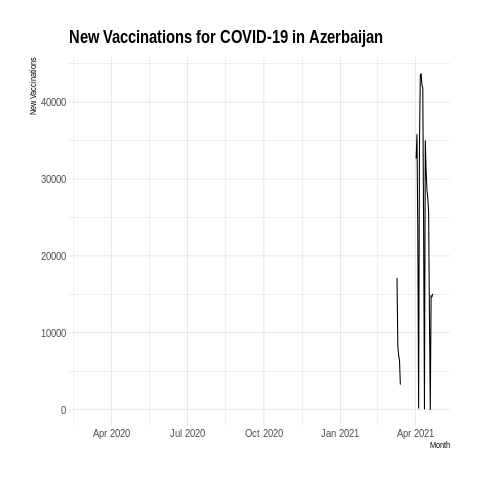 New Vaccinations for COVID-19 in Azerbaijan
New Vaccinations
40000
30000
20000
10000
0
Apr 2020 Jul 2020 Oct 2020 Jan 2021 Apr 2021
Month